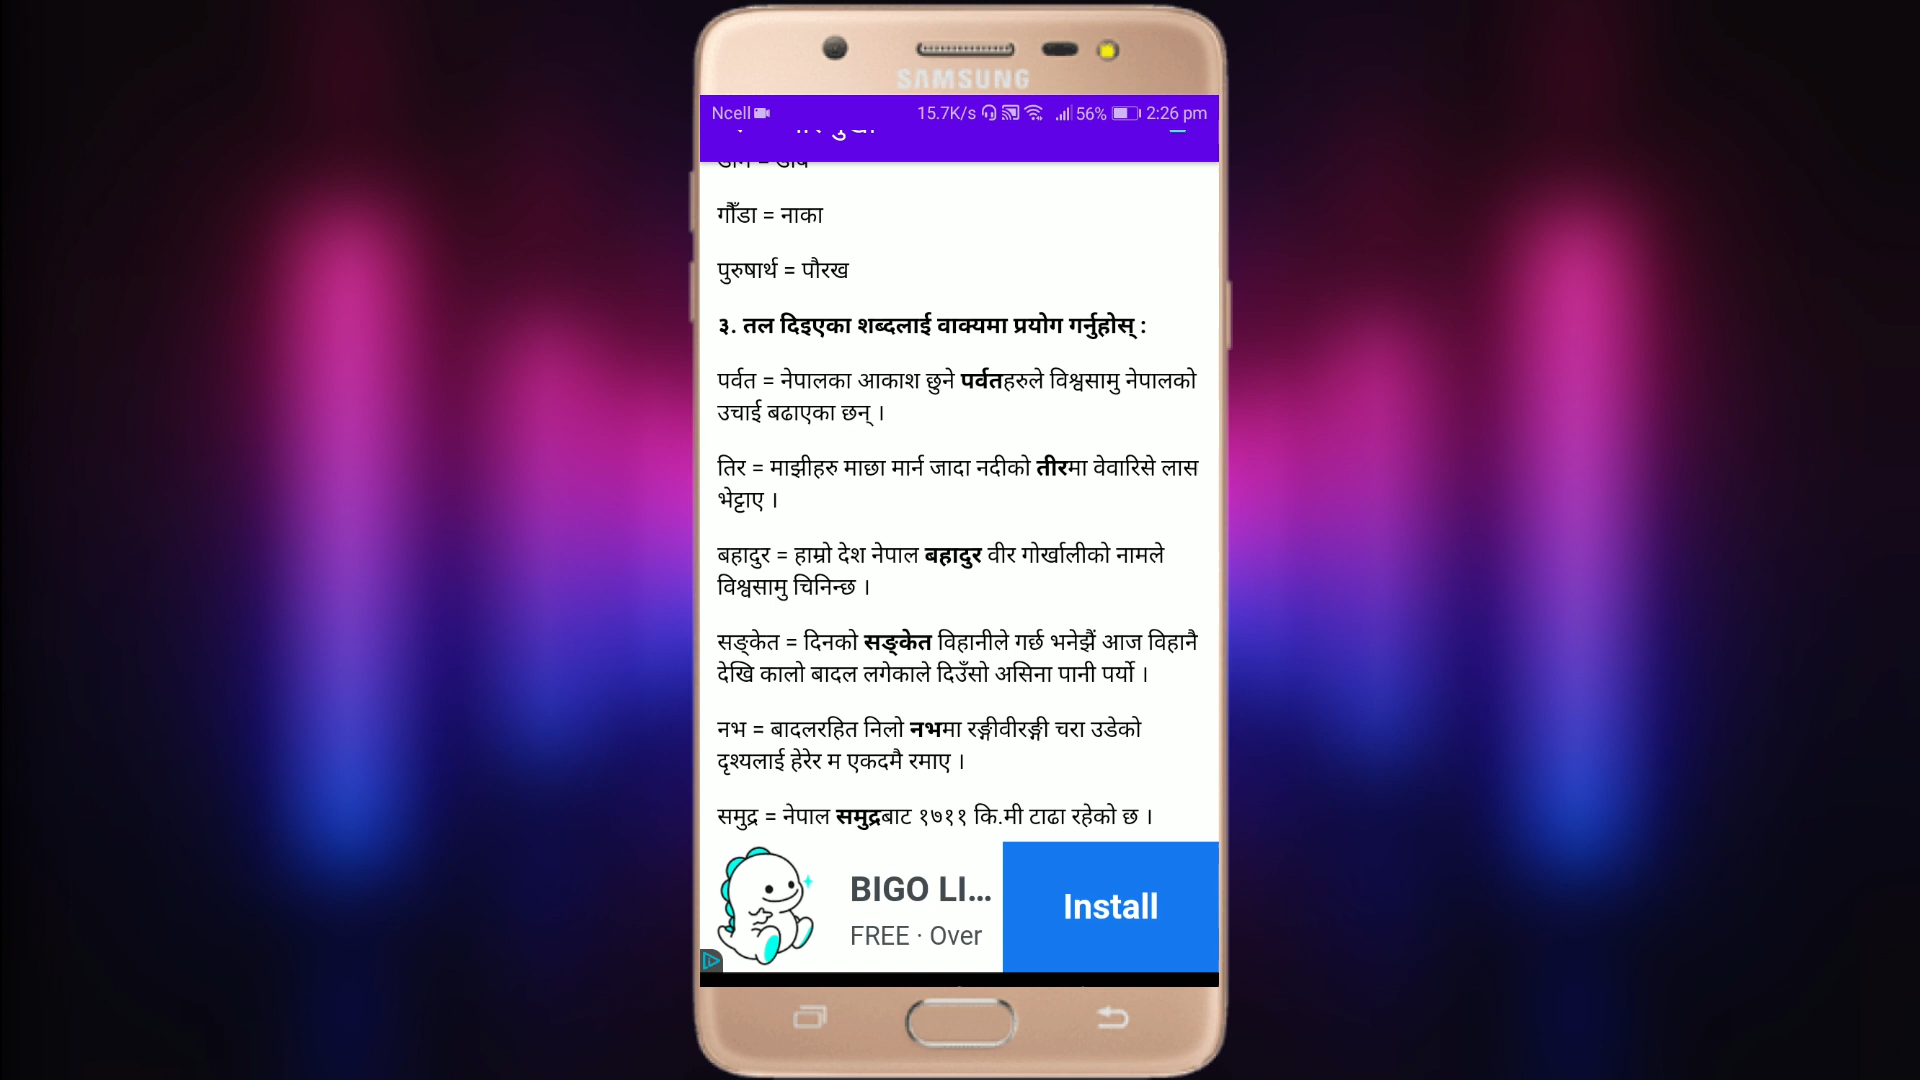 SAMSUNG
Ncell 15.7K/s 56% 2:26 pm
गौँडा = नाका
पुरुषार्थ = पौरख
३. तल दिइएका शब्दलाई वाक्यमा प्रयोग गर्नुहोस् :
पर्वत = नेपालका आकाश छुने पर्वतहरुले विश्वसामु नेपालको
उचाई बढाएका छन् ।
तिर = माझीहरु माछा मार्न जादा नदीको तीरमा वेवारिसे लास
भेट्टाए ।
बहादुर = हाम्रो देश नेपाल बहादुर वीर गोर्खालीको नामले
विश्वसामु चिनिन्छ ।
सङ्केत = दिनको सङ्केत विहानीले गर्छ भनेझैं आज विहानै
देखि कालो बादल लगेकाले दिउँसो असिना पानी पर्यो ।
नभ = बादलरहित निलो नभमा रङ्गीवीरङ्गी चरा उडेको
दृश्यलाई हेरेर म एकदमै रमाए ।
समुद्र = नेपाल समुद्रबाट १७११ कि.मी टाढा रहेको छ ।
BIGO LI...
FREE · Over
Install